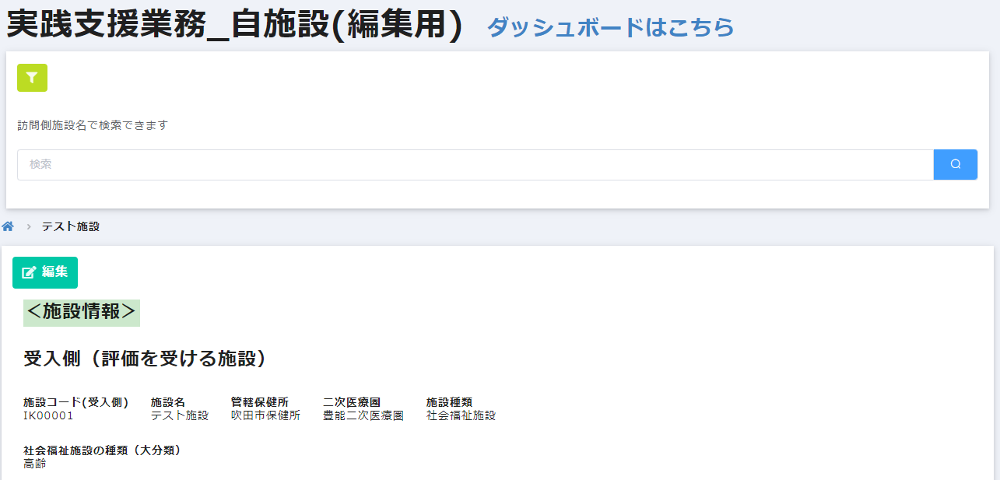 実践支援業務_自施設(編集用) ダッシュボードはこちら
訪問側施設名で検索できます
検索
テスト施設
編集
＜施設情報＞
受入側（評価を受ける施設）
施設コード(受入側) 施設名 管轄保健所 二次医療圏 施設種類
IK00001 テスト施設 吹田市保健所 豊能二次医療圏 社会福祉施設
社会福祉施設の種類（大分類）
高齢